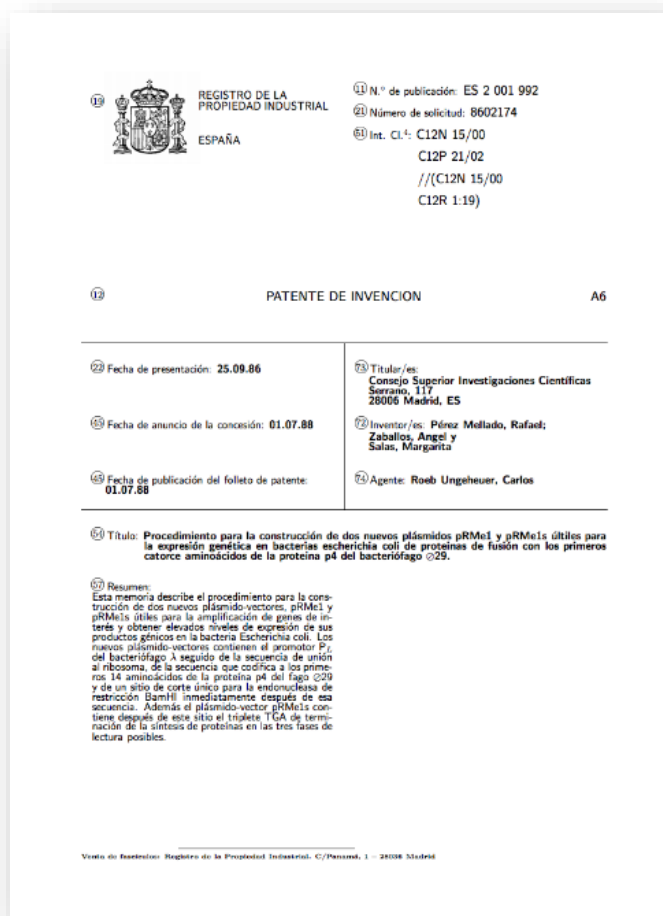 (19) REGISTRO DE LA
PROPIEDAD INDUSTRIAL
ESPAÑA
(11) N.° de publicación: ES 2 001 992
(21) Número de solicitud: 8602174
(51) Int. Cl.4: C12N 15/00
C12P 21/02
//(C12N 15/00
C12R 1:19)
(12) PATENTE DE INVENCION A6
(22) Fecha de presentación: 25.09.86
(45) Fecha de anuncio de la concesión: 01.07.88
(45) Fecha de publicación del folleto de patente:
01.07.88
(73) Titular/es:
Consejo Superior Investigaciones Científicas
Serrano, 117
28006 Madrid, ES
(72) Inventor/es: Pérez Mellado, Rafael;
Zaballos, Angel y
Salas, Margarita
(74) Agente: Roeb Ungeheuer, Carlos
(54) Título: Procedimiento para la construcción de dos nuevos plásmidos pRMe1 y pRMe1s últiles para
la expresión genética en bacterias escherichia coli de proteinas de fusión con los primeros
catorce aminoácidos de la proteina p4 del bacteriófago ∅29.
(57) Resumen:
Esta memoria describe el procedimiento para la cons-
trucción de dos nuevos plásmido-vectores, pRMe1 y
pRMe1s útiles para la amplificación de genes de in-
terés y obtener elevados niveles de expresión de sus
productos génicos en la bacteria Escherichia coli. Los
nuevos plásmido-vectores contienen el promotor PL
del bacteriófago λ seguido de la secuencia de unión
al ribosoma, de la secuencia que codifica a los prime-
ros 14 aminoácidos de la proteína p4 del fago ∅29
y de un sitio de corte único para la endonucleasa de
restricción BamHI inmediatamente después de esa
secuencia. Además el plásmido-vector pRMe1s con-
tiene después de este sitio el triplete TGA de termi-
nación de la síntesis de proteínas en las tres fases de
lectura posibles.
Venta de fascículos: Registro de la Propiedad Industrial. C/Panamá, 1 – 28036 Madrid